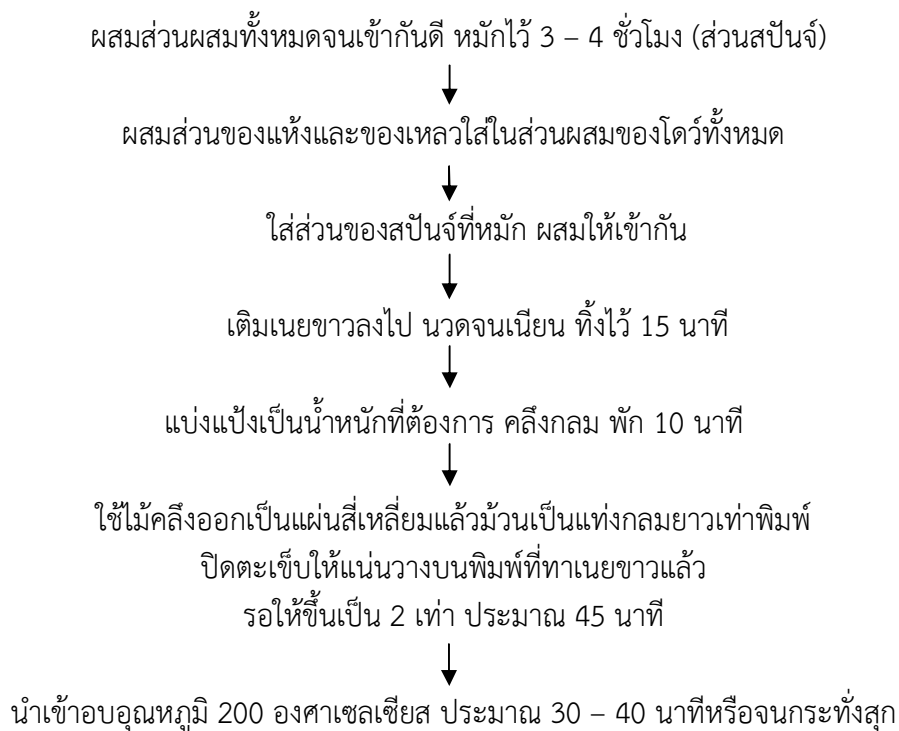 ผสมส่วนผสมทั้งหมดจนเข้ากันดี หมักไว้ 3 – 4 ชั่วโมง (ส่วนสปันจ์)
ผสมส่วนของแห้งและของเหลวใส่ในส่วนผสมของโดว์ทั้งหมด
ใส่ส่วนของสปันจ์ที่หมัก ผสมให้เข้ากัน
เติมเนยขาวลงไป นวดจนเนียน ทิ้งไว้ 15 นาที
แบ่งแป้งเป็นน้ำหนักที่ต้องการ คลึงกลม พัก 10 นาที
ใช้ไม้คลึงออกเป็นแผ่นสี่เหลี่ยมแล้วม้วนเป็นแท่งกลมยาวเท่าพิมพ์
ปิดตะเข็บให้แน่นวางบนพิมพ์ที่ทาเนยขาวแล้ว
รอให้ขึ้นเป็น 2 เท่า ประมาณ 45 นาที
นำเข้าอบอุณหภูมิ 200 องศาเซลเซียส ประมาณ 30 – 40 นาทีหรือจนกระทั่งสุก